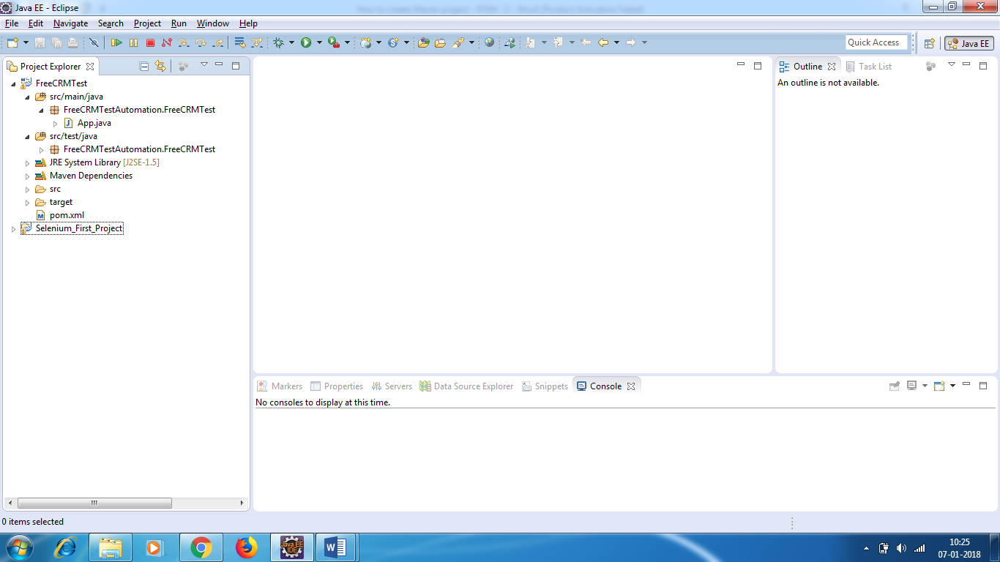 Java EE - Eclipse
File Edit Navigate Search Project Run Window Help
Quick Access
Java EE
Project Explorer
FreeCRMTest
src/main/java
FreeCRMTestAutomation.FreeCRMTest
App.java
src/test/java
FreeCRMTestAutomation.FreeCRMTest
JRE System Library [J2SE-1.5]
Maven Dependencies
src
target
pom.xml
Selenium_First_Project
Outline Task List
An outline is not available.
Markers Properties Servers Data Source Explorer Snippets Console
No consoles to display at this time.
0 items selected
Java EE
IDE
10:25
07-01-2018